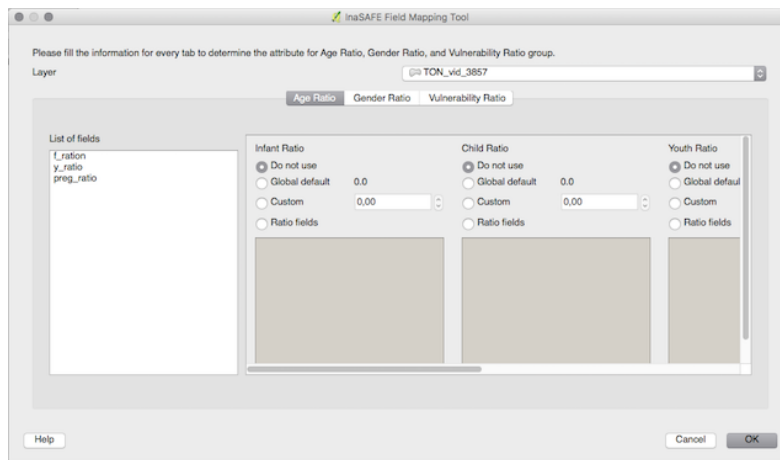 InaSAFE Field Mapping Tool
Please fill the information for every tab to determine the attribute for Age Ratio, Gender Ratio, and Vulnerability Ratio group.
Layer TON_vid_3857
Age Ratio Gender Ratio Vulnerability Ratio
List of fields
f_ration
y_ratio
preg_ratio
Infant Ratio Child Ratio Youth Ratio
Do not use Do not use Do not use
Global default 0.0 Global default 0.0 Global defaul
Custom 0,00 Custom 0,00 Custom
Ratio fields Ratio fields Ratio fields
Help Cancel OK